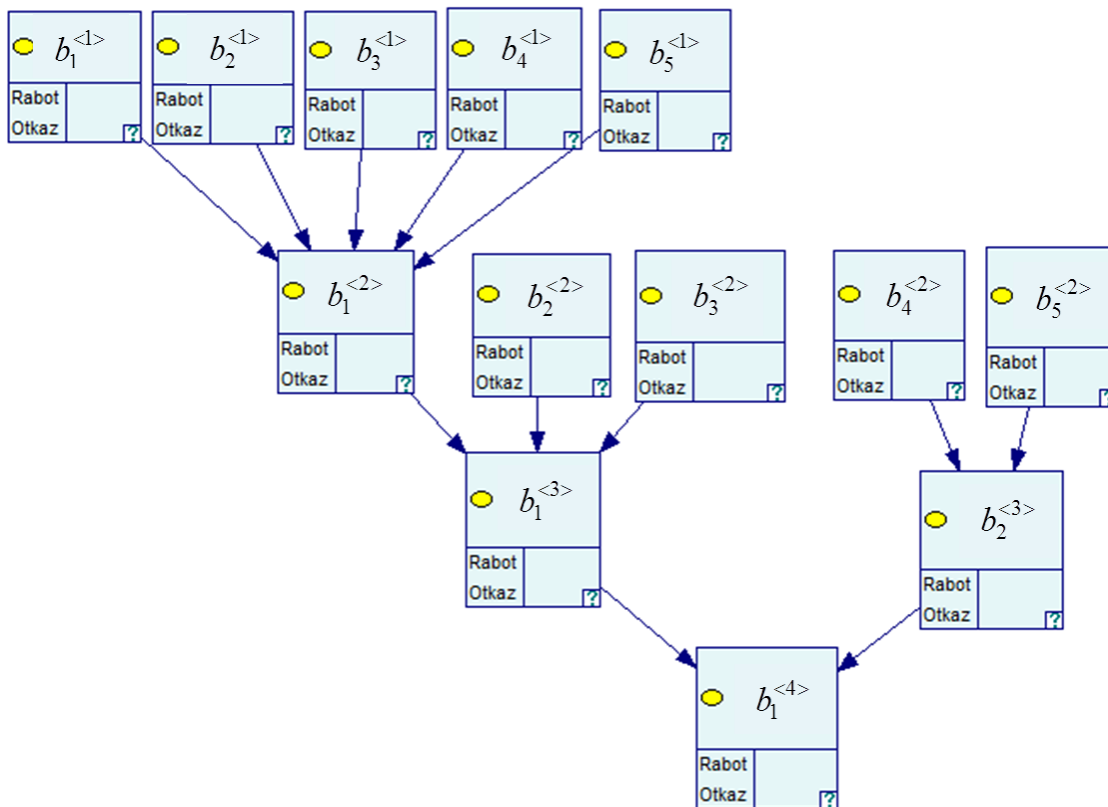 b₁<1>
Rabot
Otkaz
?
b₂<1>
Rabot
Otkaz
?
b₃<1>
Rabot
Otkaz
?
b₄<1>
Rabot
Otkaz
?
b₅<1>
Rabot
Otkaz
?
b₁<2>
Rabot
Otkaz
?
b₂<2>
Rabot
Otkaz
?
b₃<2>
Rabot
Otkaz
?
b₄<2>
Rabot
Otkaz
?
b₅<2>
Rabot
Otkaz
?
b₁<3>
Rabot
Otkaz
?
b₂<3>
Rabot
Otkaz
?
b₁<4>
Rabot
Otkaz
?